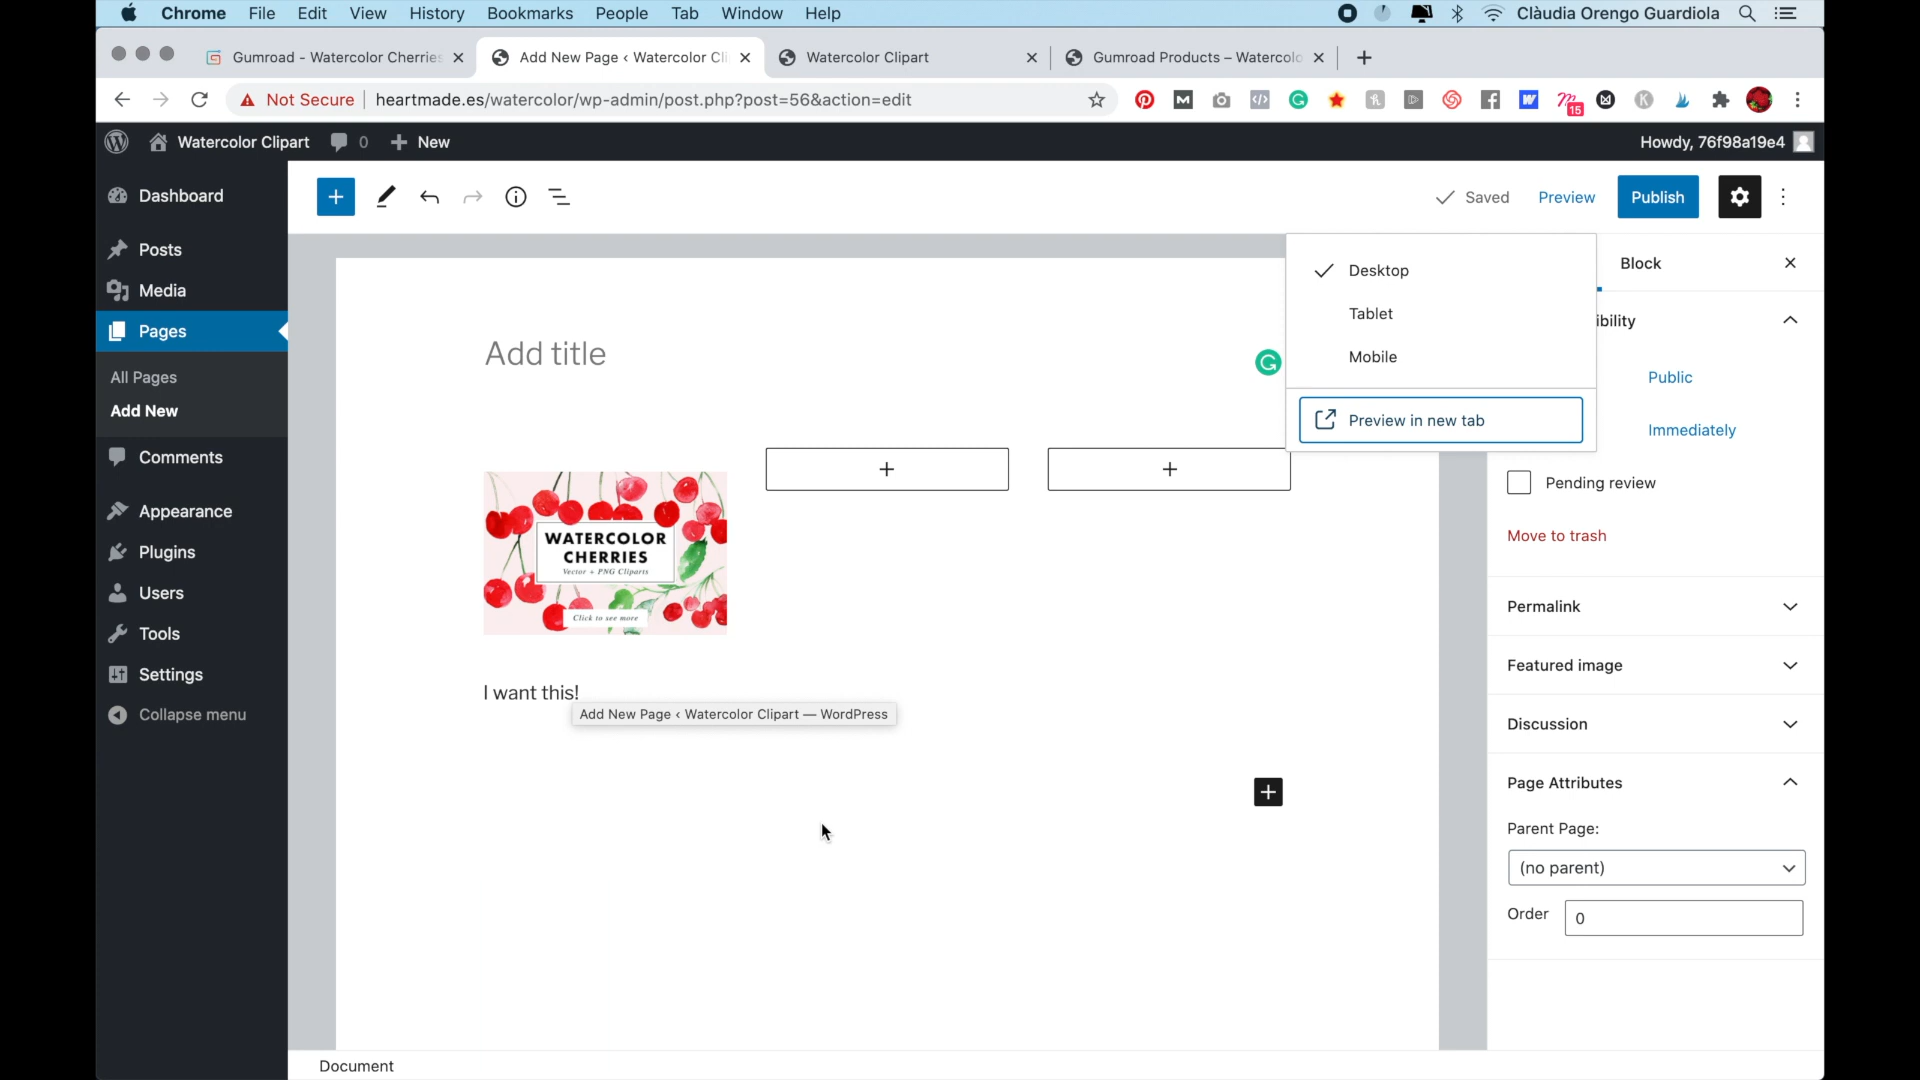 Chrome File Edit View History Bookmarks People Tab Window Help Clàudia Orengo Guardiola
Gumroad - Watercolor Cherries Add New Page ‹ Watercolor Cli Watercolor Clipart Gumroad Products – Watercolo
Not Secure heartmade.es/watercolor/wp-admin/post.php?post=56&action=edit 15
Watercolor Clipart 0 New Howdy, 76f98a19e4
Dashboard
Posts
Media
Pages
All Pages
Add New
Comments
Appearance
Plugins
Users
Tools
Settings
Collapse menu
Saved Preview Publish
Desktop
Tablet
Mobile
Preview in new tab
Add title
WATERCOLOR
CHERRIES
Vector + PNG Cliparts
Click to see more
I want this!
Add New Page ‹ Watercolor Clipart — WordPress
Block
ibility
Public
Immediately
Pending review
Move to trash
Permalink
Featured image
Discussion
Page Attributes
Parent Page:
(no parent)
Order 0
Document